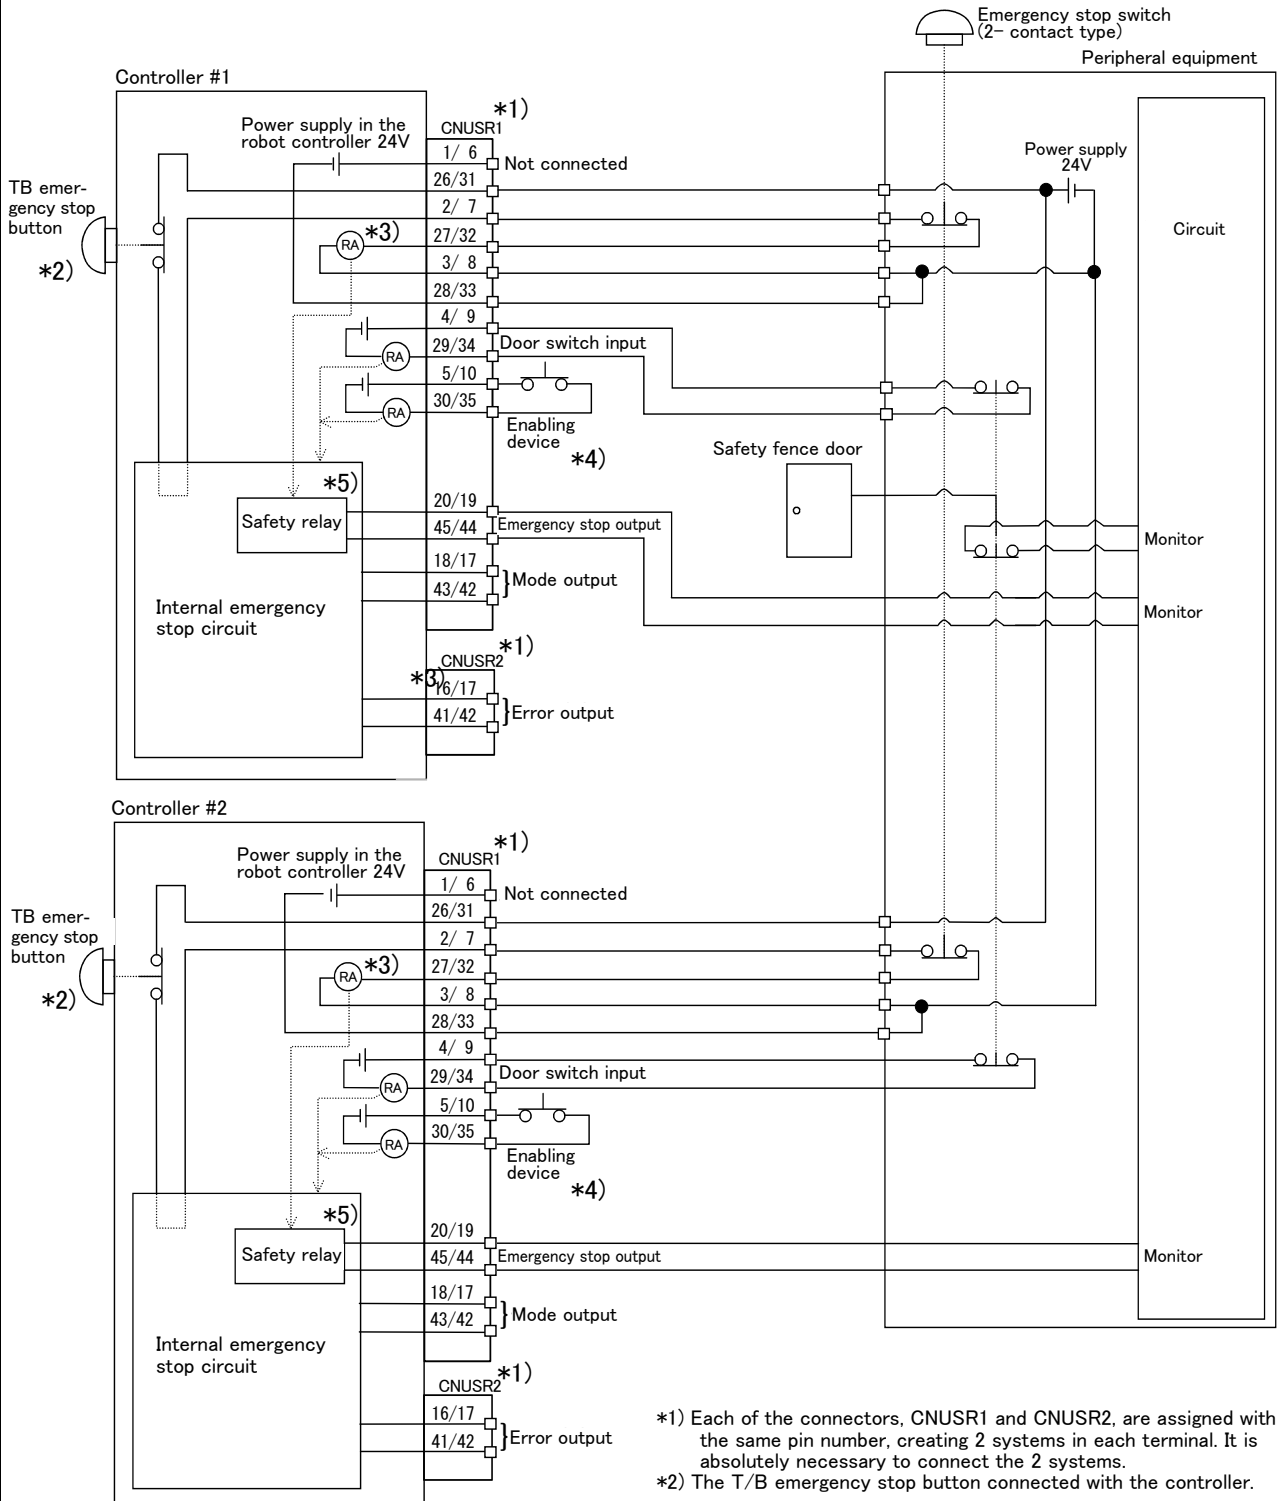 Emergency stop switch
(2- contact type)
Peripheral equipment
Controller #1
*1)
CNUSR1
Power supply in the
robot controller 24V
1/ 6
Not connected
26/31
2/ 7
TB emer-
gency stop
button
*2)
RA
*3)
27/32
3/ 8
28/33
4/ 9
RA
29/34
Door switch input
5/10
RA
30/35
Enabling
device
*4)
Power supply
24V
Circuit
Safety fence door
*5)
Safety relay
20/19
45/44
Emergency stop output
18/17
43/42
Mode output
Internal emergency
stop circuit
Monitor
Monitor
*1)
CNUSR2
*3)
16/17
41/42
Error output
Controller #2
*1)
CNUSR1
Power supply in the
robot controller 24V
1/ 6
Not connected
26/31
2/ 7
TB emer-
gency stop
button
*2)
RA
*3)
27/32
3/ 8
28/33
4/ 9
RA
29/34
Door switch input
5/10
RA
30/35
Enabling
device
*4)
*5)
Safety relay
20/19
45/44
Emergency stop output
Monitor
18/17
43/42
Mode output
Internal emergency
stop circuit
*1)
CNUSR2
16/17
41/42
Error output
*1) Each of the connectors, CNUSR1 and CNUSR2, are assigned with
the same pin number, creating 2 systems in each terminal. It is
absolutely necessary to connect the 2 systems.
*2) The T/B emergency stop button connected with the controller.